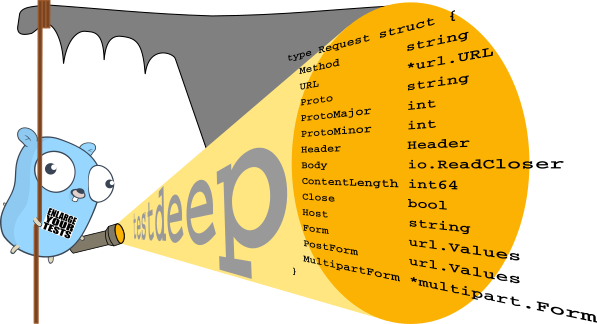 ENLARGE
YOUR
TESTS
testdeep
type Request struct {
Method string
URL *url.URL
Proto string
ProtoMajor int
ProtoMinor int
Header Header
Body io.ReadCloser
ContentLength int64
Close bool
Host string
Form url.Values
PostForm url.Values
MultipartForm *multipart.Form
}